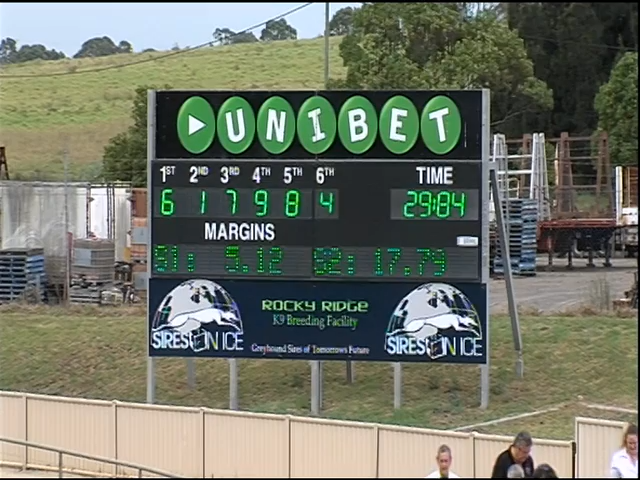 UNIBET
1ST 2ND 3RD 4TH 5TH 6TH TIME
6 1 7 9 8 4 29:84
MARGINS
S1: 5.12 S2: 17.79
ROCKY RIDGE
K9 Breeding Facility
SIRES ON ICE
SIRES ON ICE
Greyhound Sires of Tomorrows Future